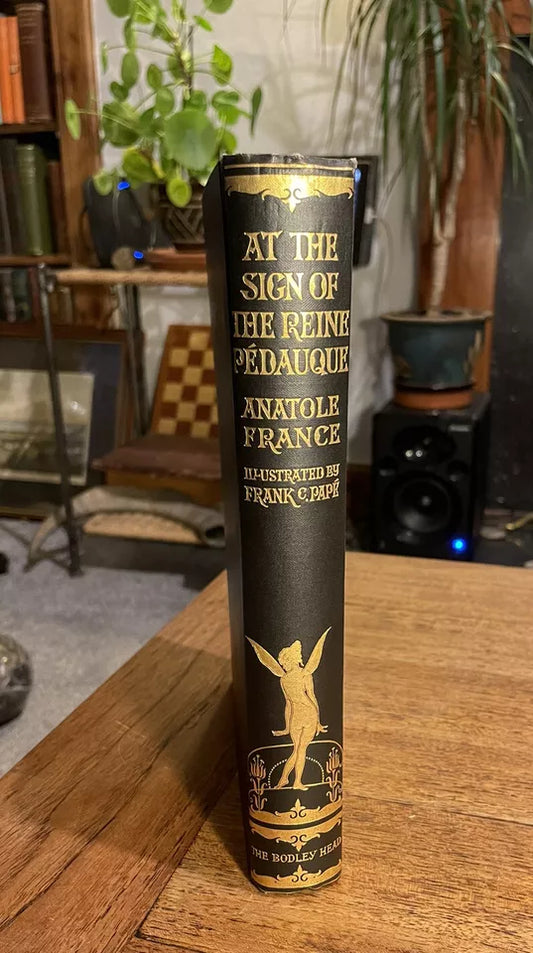 AT THE
SIGN OF
THE REINE
PÉDAUQUE
ANATOLE
FRANCE
ILLUSTRATED BY
FRANK C. PAPÉ
THE BODLEY HEAD